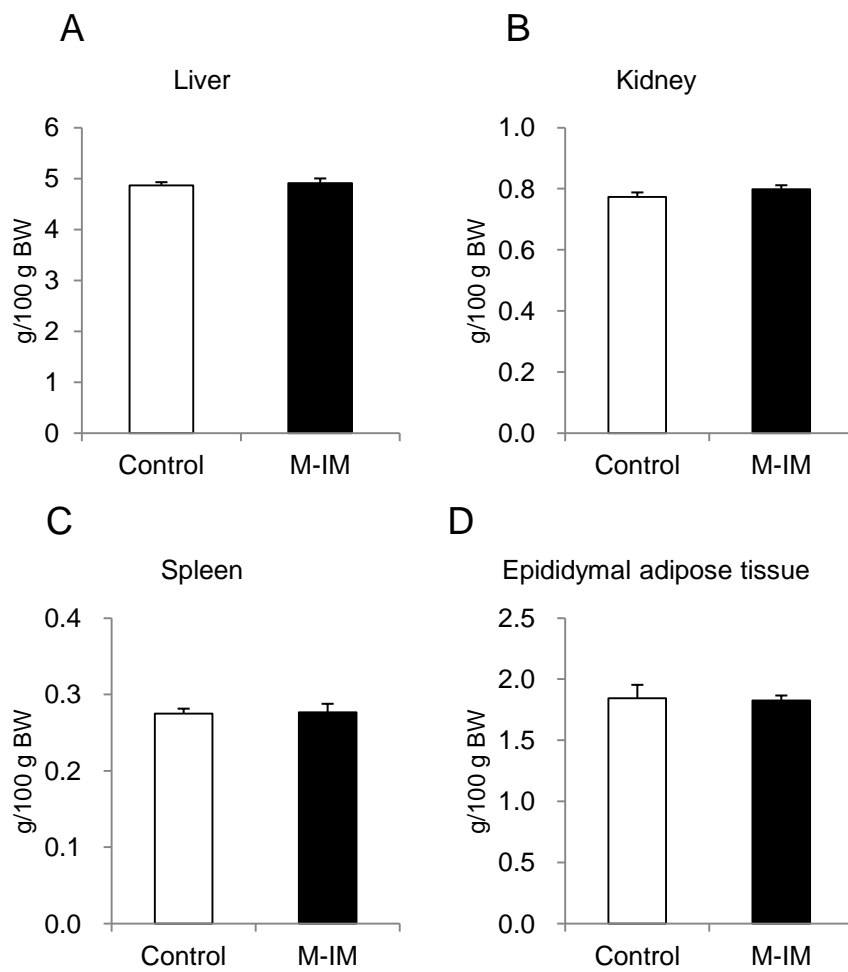 A
Liver
6
5
4
3
2
1
0
g/100 g BW
Control
M-IM
B
Kidney
1.0
0.8
0.6
0.4
0.2
0.0
g/100 g BW
Control
M-IM
C
Spleen
0.4
0.3
0.2
0.1
0.0
g/100 g BW
Control
M-IM
D
Epididymal adipose tissue
2.5
2.0
1.5
1.0
0.5
0.0
g/100 g BW
Control
M-IM